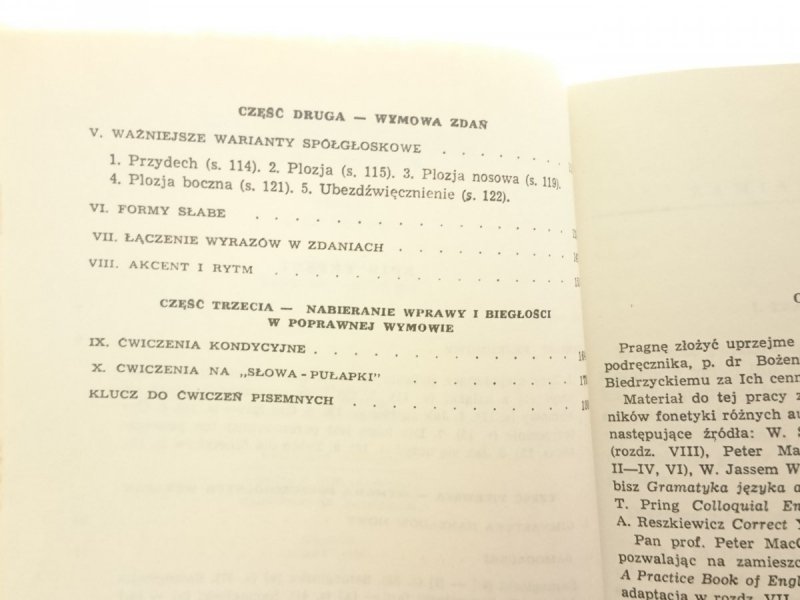 CZĘŚĆ DRUGA — WYMOWA ZDAŃ
V. WAŻNIEJSZE WARIANTY SPÓŁGŁOSKOWE . . . . . . .
1. Przydech (s. 114). 2. Plozja (s. 115). 3. Plozja nosowa (s. 119).
4. Plozja boczna (s. 121). 5. Ubezdźwięcznienie (s. 122).
VI. FORMY SŁABE . . . . . . . . . . . . . .
VII. ŁĄCZENIE WYRAZÓW W ZDANIACH . . . . . . . .
VIII. AKCENT I RYTM . . . . . . . . . . . . .
CZĘŚĆ TRZECIA — NABIERANIE WPRAWY I BIEGŁOŚCI
W POPRAWNEJ WYMOWIE
IX. ĆWICZENIA KONDYCYJNE . . . . . . . . . . .
X. ĆWICZENIA NA „SŁOWA-PUŁAPKI" . . . . . . . .
KLUCZ DO ĆWICZEŃ PISEMNYCH . . . . . . . . . .
Pragnę złożyć uprzejme
podręcznika, p. dr Bożen
Biedrzyckiemu za Ich cenn
Materiał do tej pracy z
ników fonetyki różnych au
następujące źródła: W. S
(rozdz. VIII), Peter Ma
II—IV, VI), W. Jassem W
bisz Gramatyka języka a
T. Pring Colloquial En
A. Reszkiewicz Correct
Pan prof. Peter MacC
pozwalając na zamieszc
A Practice Book of Engl
adaptacja w rozdz. VII